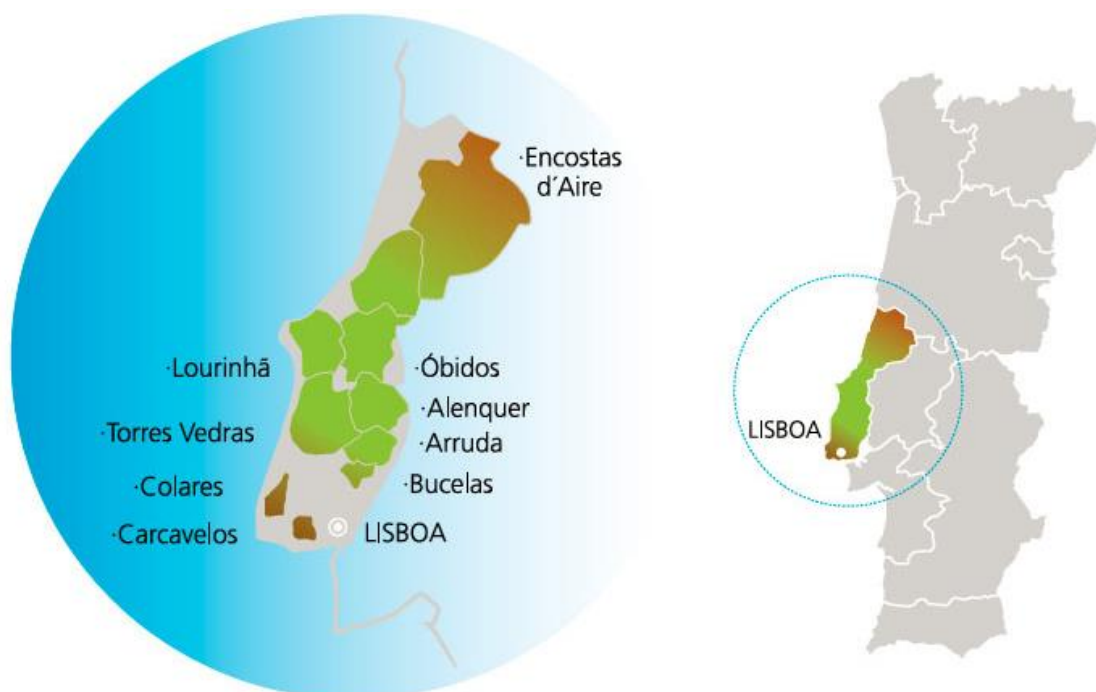 ·Encostas
d´Aire
·Lourinhã
·Óbidos
·Alenquer
·Torres Vedras
·Arruda
·Colares
·Bucelas
·Carcavelos
LISBOA
LISBOA